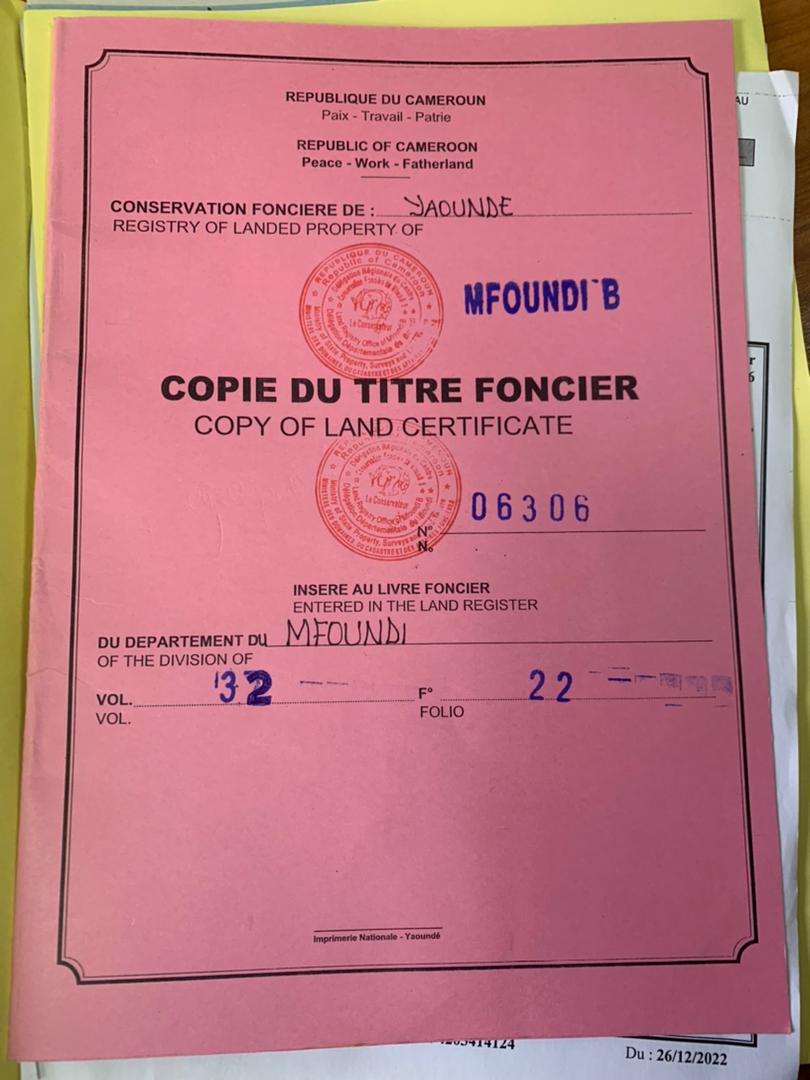 REPUBLIQUE DU CAMEROUN
Paix - Travail - Patrie
REPUBLIC OF CAMEROON
Peace - Work - Fatherland
CONSERVATION FONCIERE DE : YAOUNDE
REGISTRY OF LANDED PROPERTY OF
MFOUNDI B
COPIE DU TITRE FONCIER
COPY OF LAND CERTIFICATE
N° 06306
N°
INSERE AU LIVRE FONCIER
ENTERED IN THE LAND REGISTER
DU DEPARTEMENT DU MFOUNDI
OF THE DIVISION OF
VOL. 32 F° 22
VOL. FOLIO
Imprimerie Nationale - Yaoundé
Du : 26/12/2022